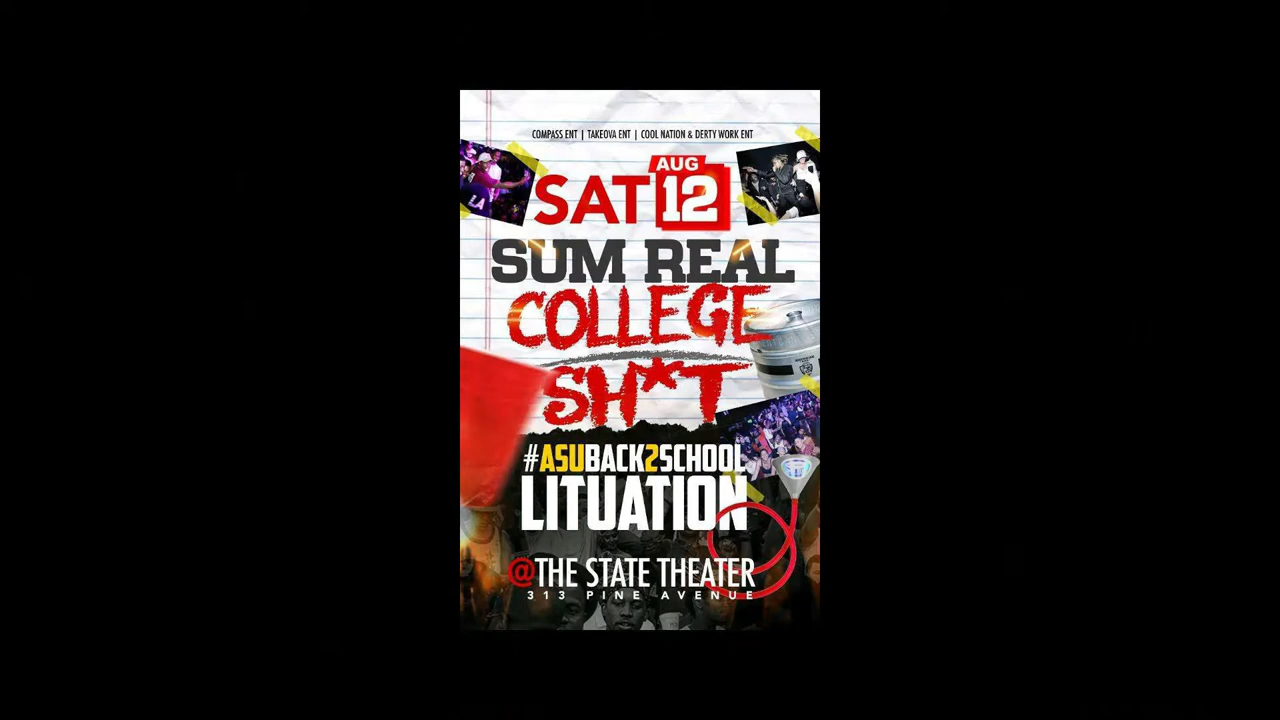 COMPASS ENT | TAKEOVA ENT | COOL NATION & DERTY WORK ENT
AUG
SAT 12
SUM REAL
COLLEGE
SH*T
#ASUBACK2SCHOOL
LITUATION
@THE STATE THEATER
313 PINE AVENUE
LA